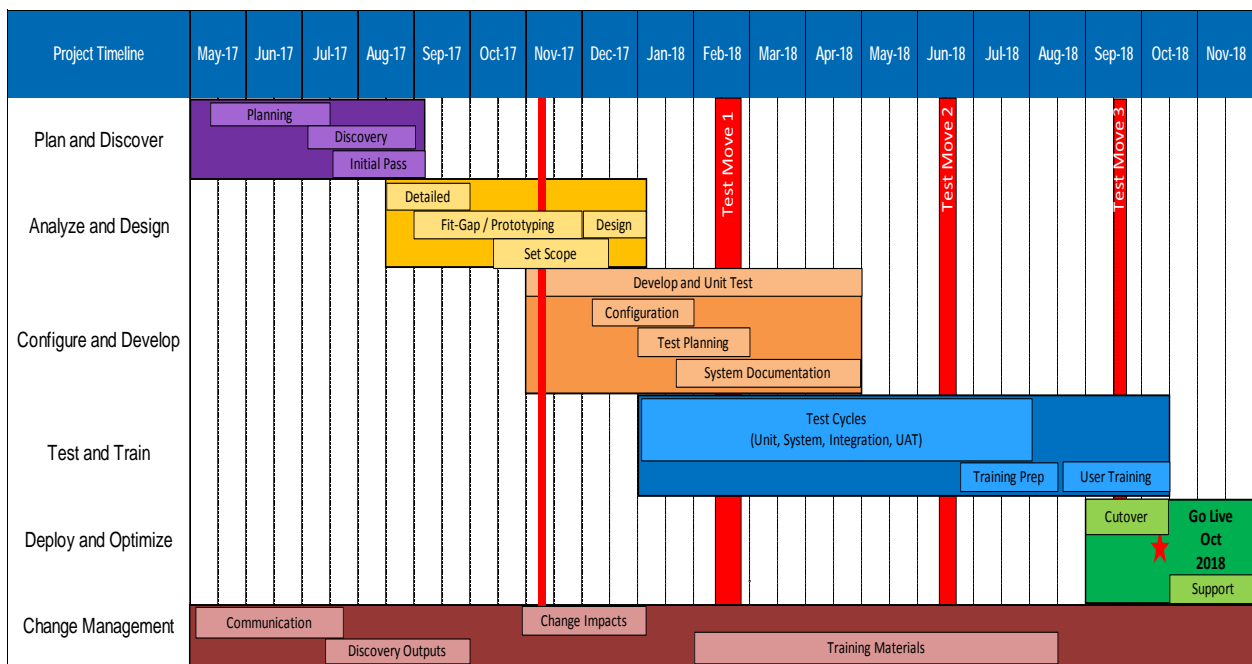 Project Timeline May-17 Jun-17 Jul-17 Aug-17 Sep-17 Oct-17 Nov-17 Dec-17 Jan-18 Feb-18 Mar-18 Apr-18 May-18 Jun-18 Jul-18 Aug-18 Sep-18 Oct-18 Nov-18
Plan and Discover
Planning
Discovery
Initial Pass
Test Move 1
Test Move 2
Test Move 3
Analyze and Design
Detailed
Fit-Gap / Prototyping
Design
Set Scope
Configure and Develop
Develop and Unit Test
Configuration
Test Planning
System Documentation
Test and Train
Test Cycles
(Unit, System, Integration, UAT)
Training Prep
User Training
Deploy and Optimize
Cutover
Go Live
Oct
2018
Support
Change Management
Communication
Change Impacts
Discovery Outputs
Training Materials